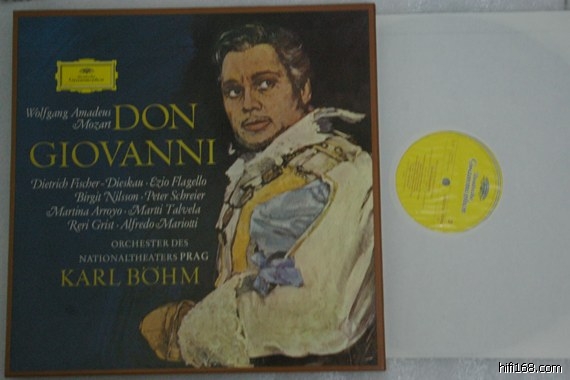 Wolfgang Amadeus
Mozart DON
GIOVANNI
Dietrich Fischer-Dieskau · Ezio Flagello
Birgit Nilsson · Peter Schreier
Martina Arroyo · Martti Talvela
Reri Grist · Alfredo Mariotti
ORCHESTER DES
NATIONALTHEATERS PRAG
KARL BÖHM
hifi168.com